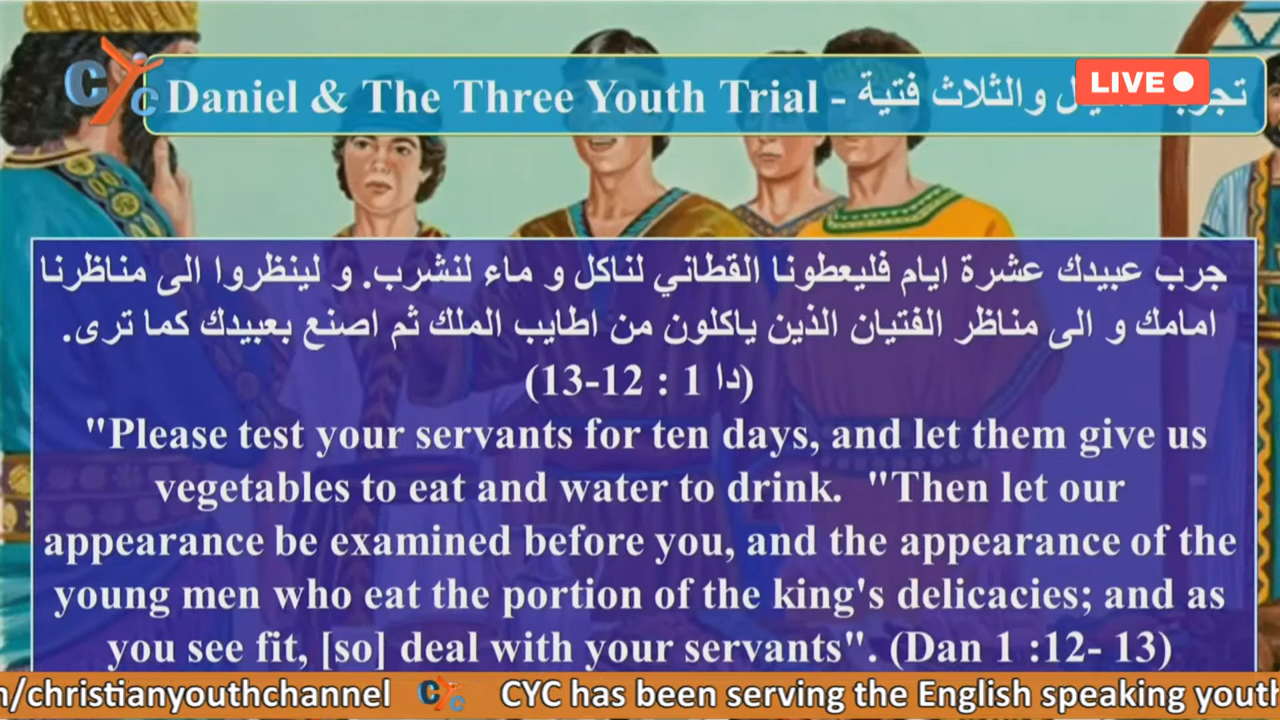 CYC
Daniel & The Three Youth Trial - تجربة والثلاث فتية
LIVE
جرب عبيدك عشرة ايام فليعطونا القطاني لناكل و ماء لنشرب. و لينظروا الى مناظرنا
امامك و الى مناظر الفتيان الذين ياكلون من اطايب الملك ثم اصنع بعبيدك كما ترى.
(دا 1 : 12-13)
"Please test your servants for ten days, and let them give us
vegetables to eat and water to drink. "Then let our
appearance be examined before you, and the appearance of the
young men who eat the portion of the king's delicacies; and as
you see fit, [so] deal with your servants". (Dan 1 :12- 13)
/christianyouthchannel CYC CYC has been serving the English speaking youth